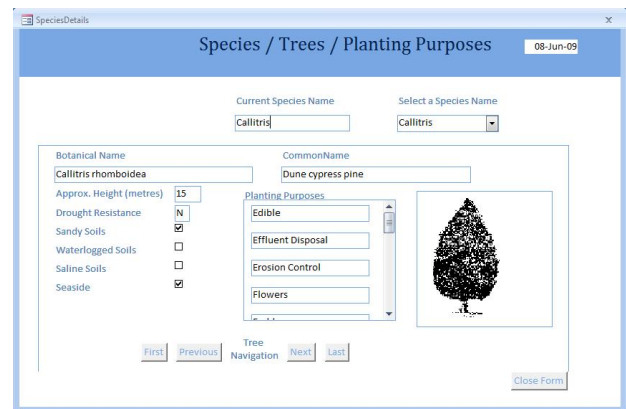 SpeciesDetails x
Species / Trees / Planting Purposes 08-Jun-09
Current Species Name Select a Species Name
Callitris Callitris
Botanical Name CommonName
Callitris rhomboidea Dune cypress pine
Approx. Height (metres) 15
Planting Purposes
Drought Resistance N
Edible
Sandy Soils
Effluent Disposal
Waterlogged Soils
Saline Soils
Erosion Control
Seaside
Flowers
First Previous Tree Navigation Next Last
Close Form